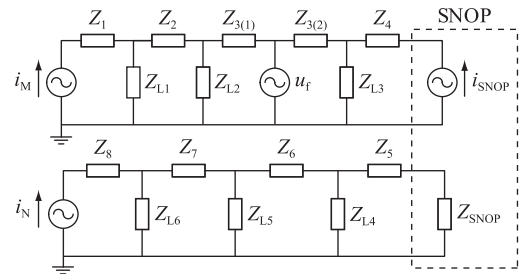 SNOP
Z1 Z2 Z3(1) Z3(2) Z4
iM ZL1 ZL2 uf ZL3 iSNOP
Z8 Z7 Z6 Z5
iN ZL6 ZL5 ZL4 ZSNOP